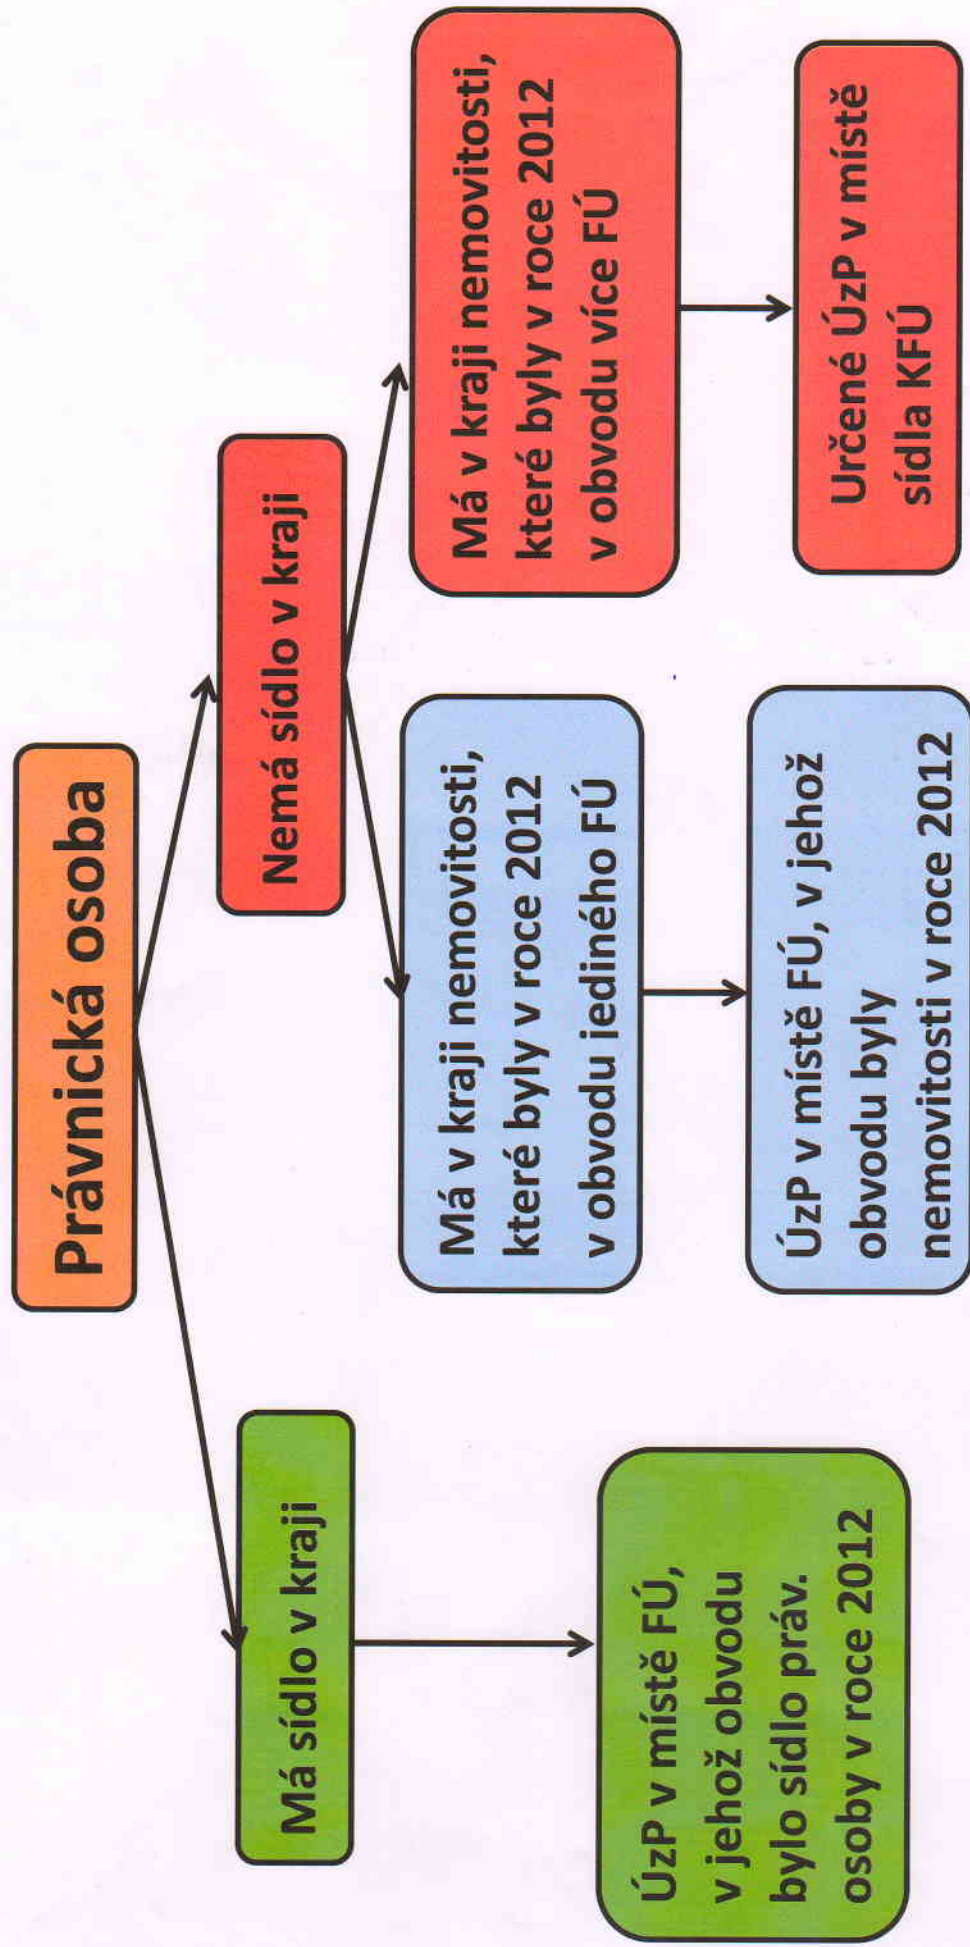 Právnická osoba
Má sídlo v kraji
Nemá sídlo v kraji
ÚzP v místě FÚ,
v jehož obvodu
bylo sídlo práv.
osoby v roce 2012
Má v kraji nemovitosti,
které byly v roce 2012
v obvodu jediného FÚ
ÚzP v místě FÚ, v jehož
obvodu byly
nemovitosti v roce 2012
Má v kraji nemovitosti,
které byly v roce 2012
v obvodu více FÚ
Určené ÚzP v místě
sídla KFÚ